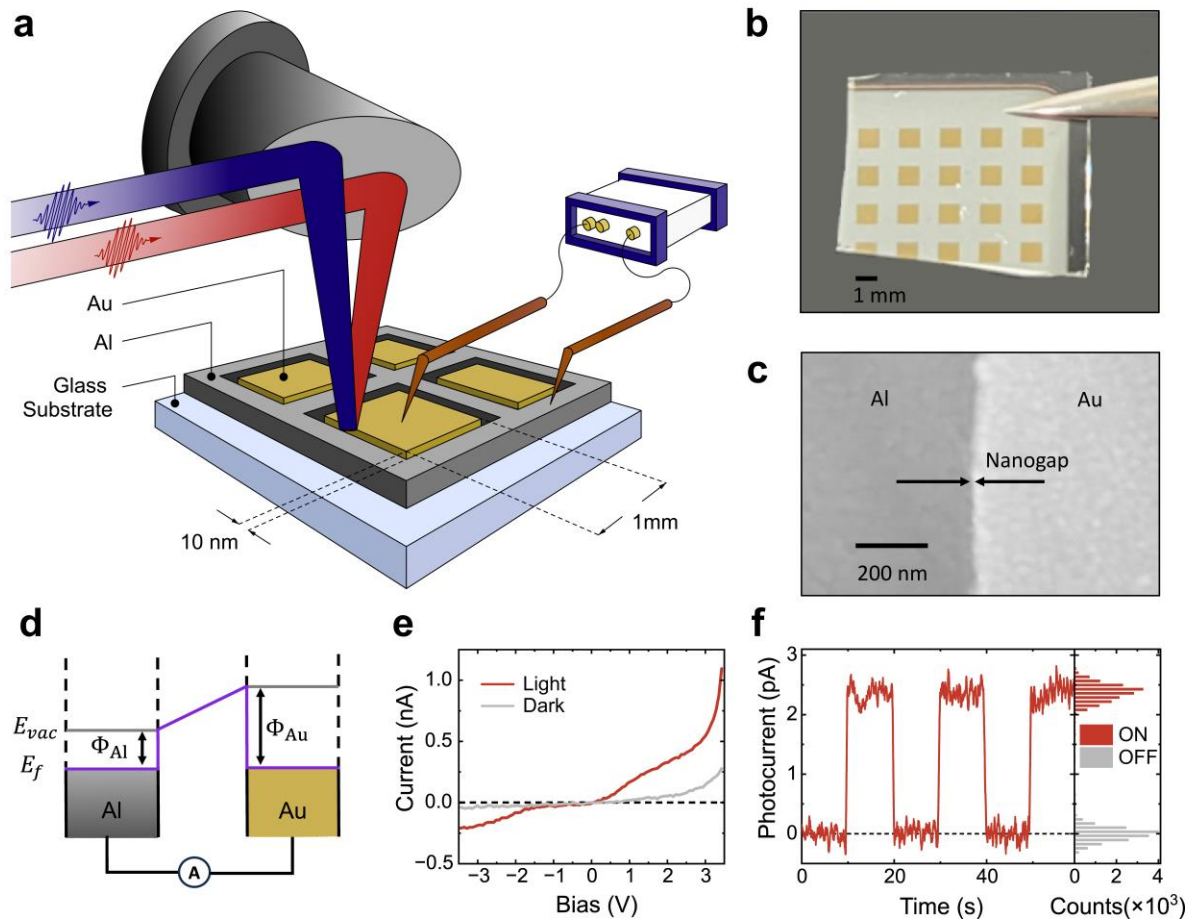 a
Au
Al
Glass
Substrate
10 nm
1mm
b
1 mm
c
Al
Au
Nanogap
200 nm
d
E_vac
E_f
Φ_Al
Φ_Au
Al
Au
A
e
Current (nA)
1.0
0.5
0.0
−0.5
Light
Dark
−3 −2 −1 0 1 2 3
Bias (V)
f
Photocurrent (pA)
3
2
1
0
ON
OFF
0 20 40
Time (s)
0 2 4
Counts(×10³)